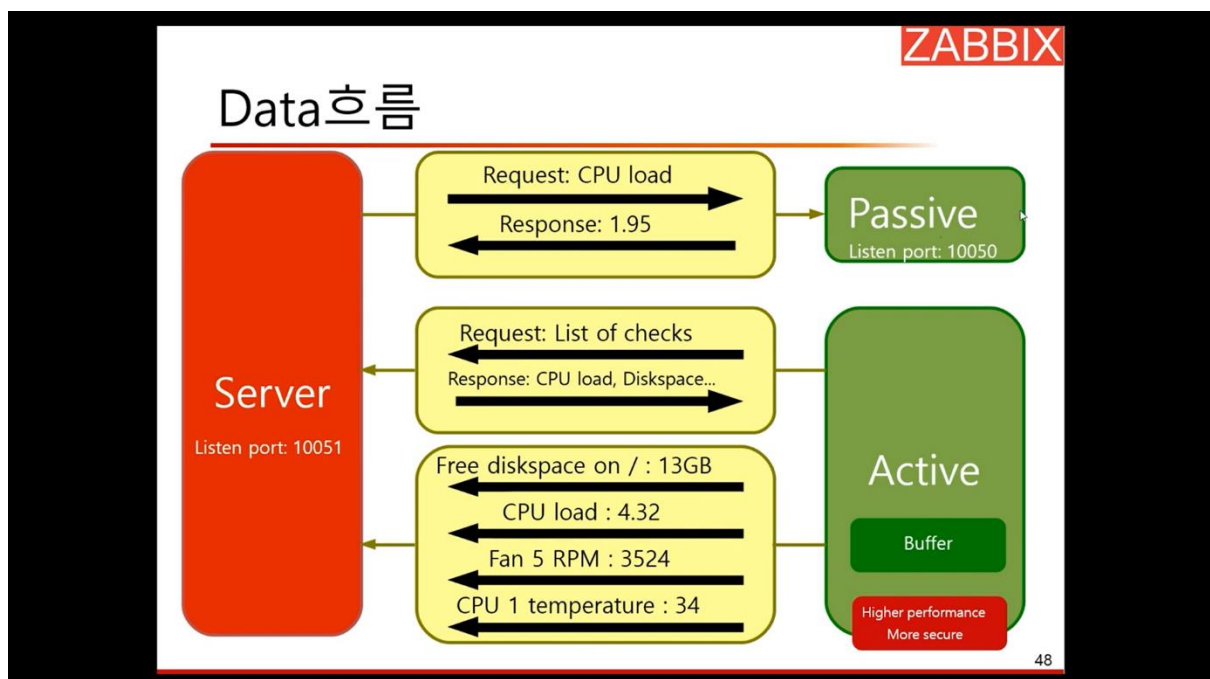 ZABBIX
Data흐름
Request: CPU load
Response: 1.95
Passive
Listen port: 10050
Server
Listen port: 10051
Request: List of checks
Response: CPU load, Diskspace...
Free diskspace on / : 13GB
CPU load : 4.32
Fan 5 RPM : 3524
CPU 1 temperature : 34
Active
Buffer
Higher performance
More secure
48